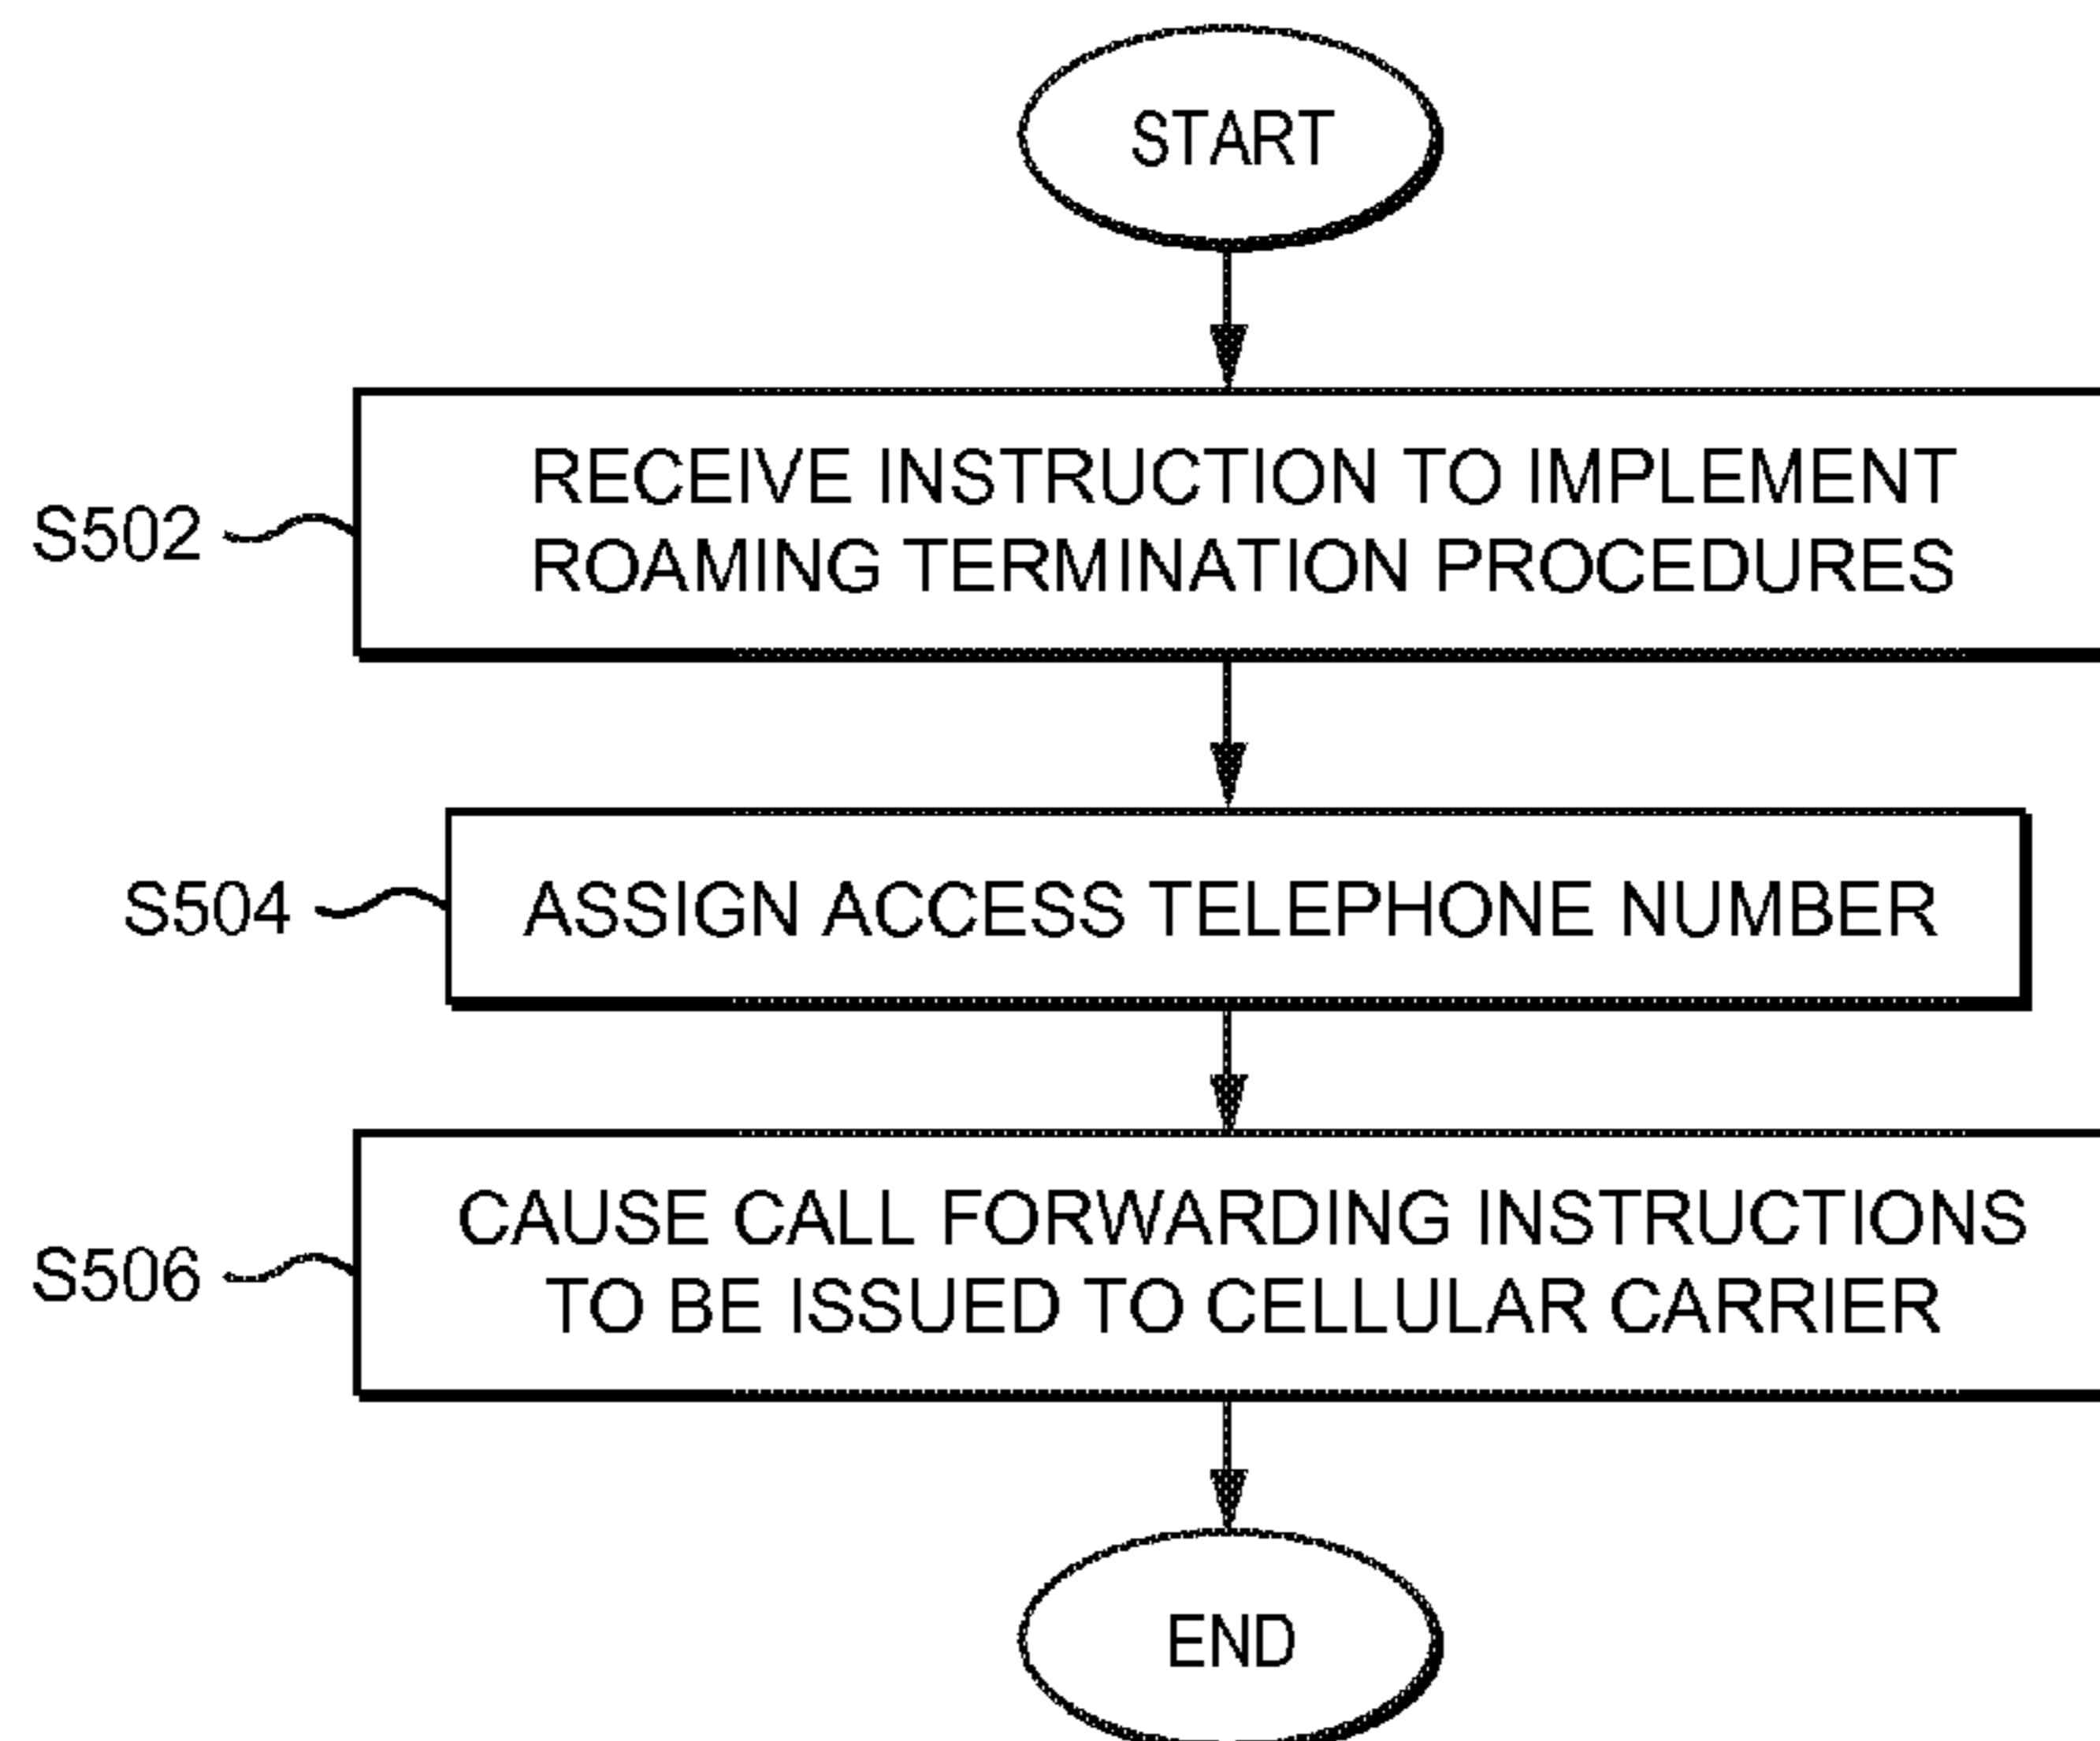 START
RECEIVE INSTRUCTION TO IMPLEMENT
ROAMING TERMINATION PROCEDURES
S502
ASSIGN ACCESS TELEPHONE NUMBER
S504
CAUSE CALL FORWARDING INSTRUCTIONS
TO BE ISSUED TO CELLULAR CARRIER
S506
END